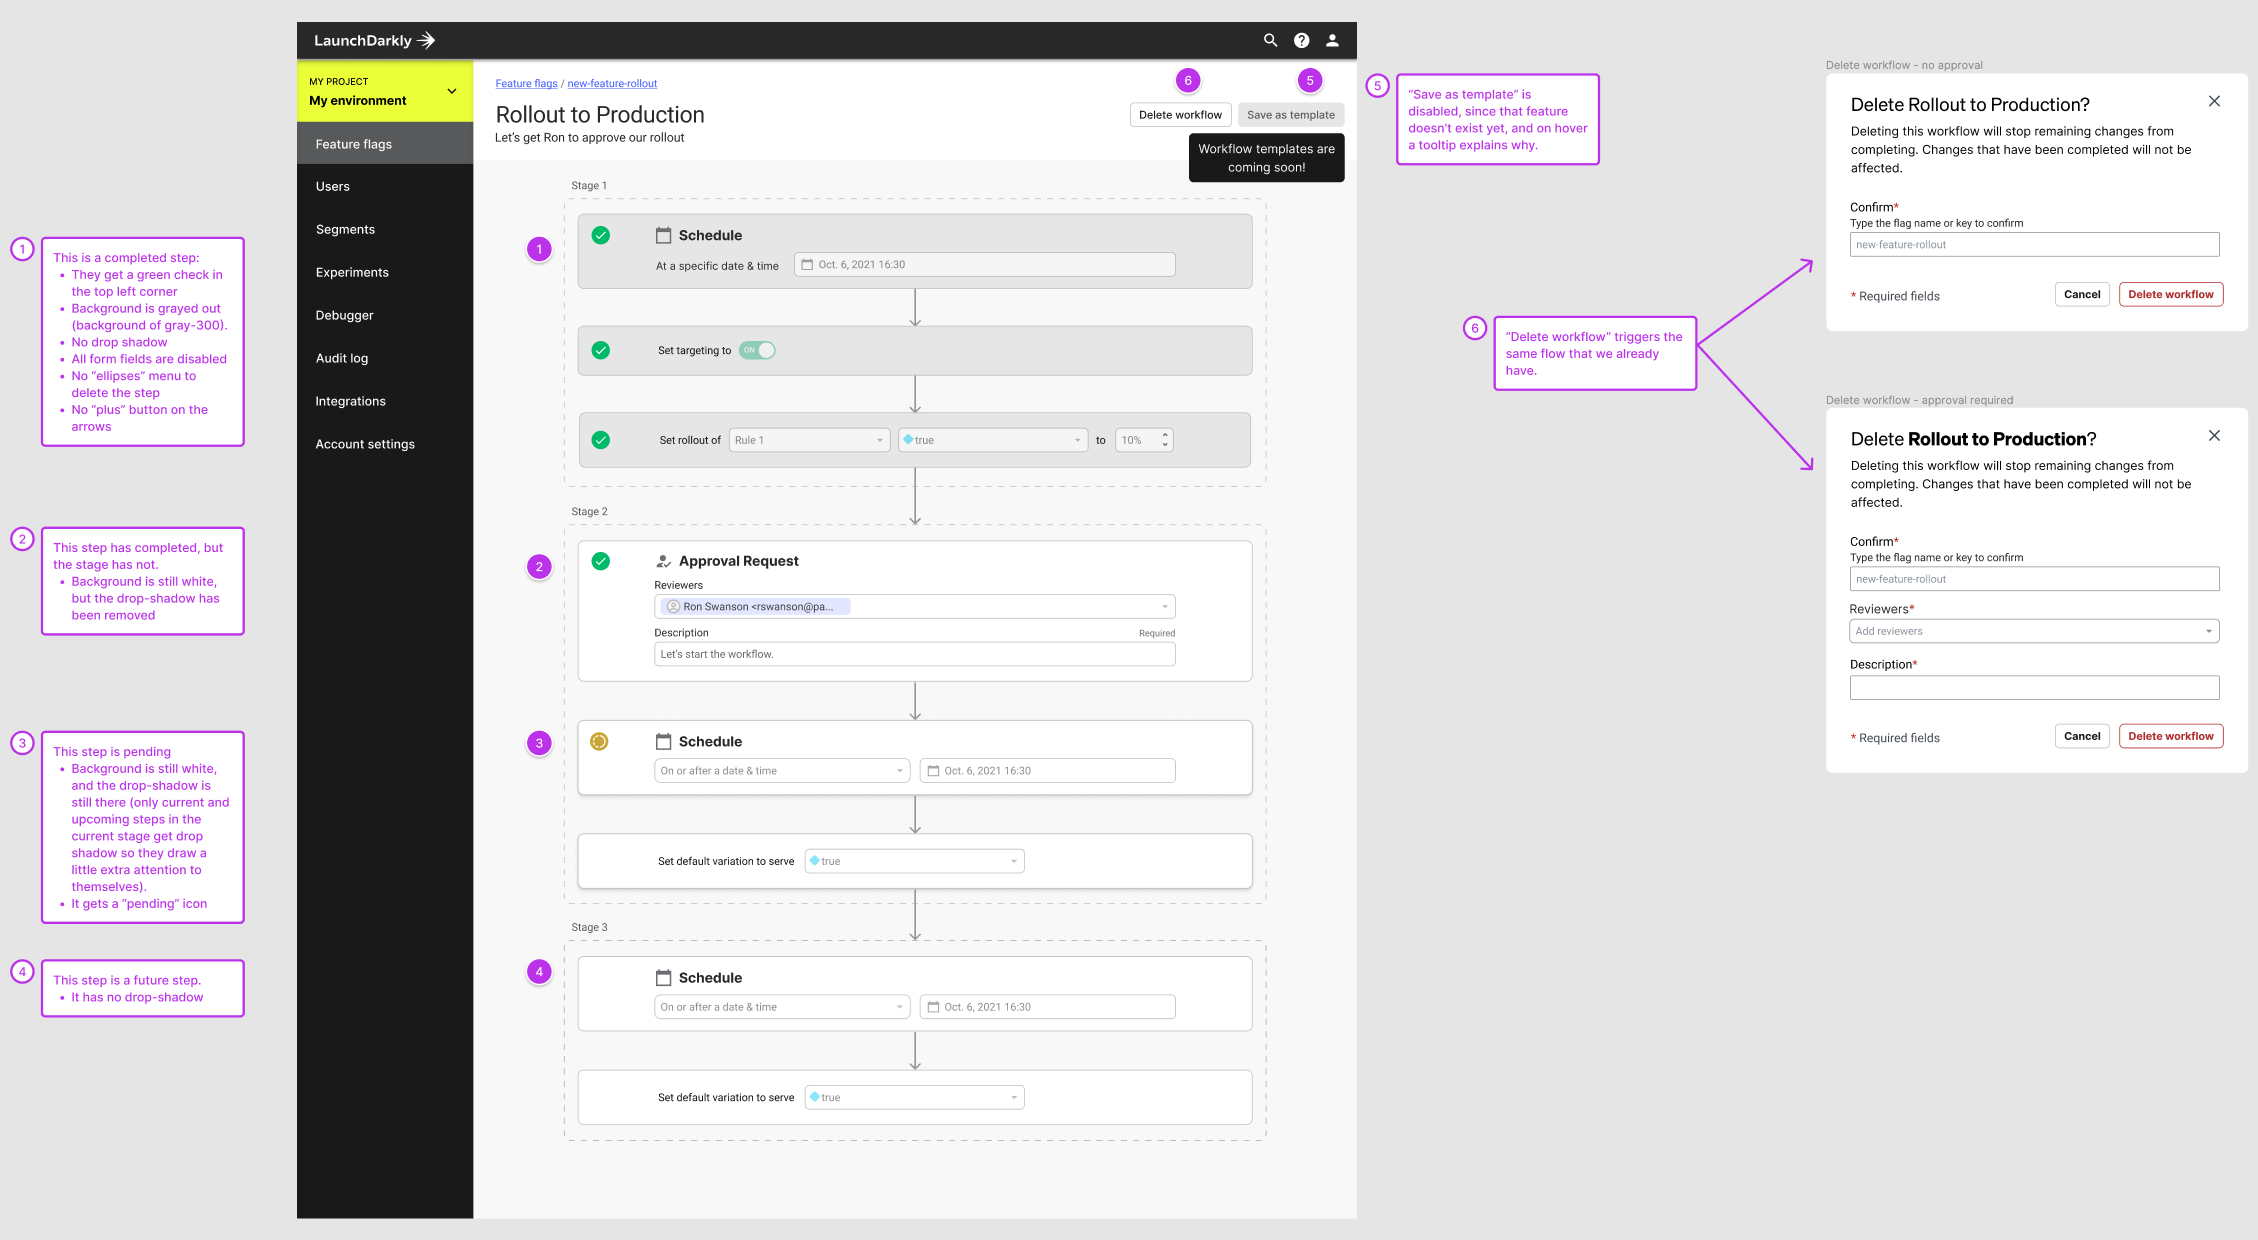 LaunchDarkly
MY PROJECT
My environment
Feature flags
Users
Segments
Experiments
Debugger
Audit log
Integrations
Account settings
Feature flags / new-feature-rollout
Rollout to Production
Let's get Ron to approve our rollout
6
5
Delete workflow
Save as template
Workflow templates are
coming soon!
Stage 1
1
Schedule
At a specific date & time
Oct. 6, 2021 16:30
Set targeting to
ON
Set rollout of
Rule 1
true
to
10%
Stage 2
2
Approval Request
Reviewers
Ron Swanson <rswanson@pa...
Description
Required
Let's start the workflow.
3
Schedule
On or after a date & time
Oct. 6, 2021 16:30
Set default variation to serve
true
Stage 3
4
Schedule
On or after a date & time
Oct. 6, 2021 16:30
Set default variation to serve
true
1
This is a completed step:
• They get a green check in
the top left corner
• Background is grayed out
(background of gray-300).
• No drop shadow
• All form fields are disabled
• No “ellipses” menu to
delete the step
• No “plus” button on the
arrows
2
This step has completed, but
the stage has not.
• Background is still white,
but the drop-shadow has
been removed
3
This step is pending
• Background is still white,
and the drop-shadow is
still there (only current and
upcoming steps in the
current stage get drop
shadow so they draw a
little extra attention to
themselves).
• It gets a “pending” icon
4
This step is a future step.
• It has no drop-shadow
5
“Save as template” is
disabled, since that feature
doesn't exist yet, and on hover
a tooltip explains why.
6
“Delete workflow” triggers the
same flow that we already
have.
Delete workflow - no approval
Delete Rollout to Production?
Deleting this workflow will stop remaining changes from
completing. Changes that have been completed will not be
affected.
Confirm*
Type the flag name or key to confirm
new-feature-rollout
* Required fields
Cancel
Delete workflow
Delete workflow - approval required
Delete Rollout to Production?
Deleting this workflow will stop remaining changes from
completing. Changes that have been completed will not be
affected.
Confirm*
Type the flag name or key to confirm
new-feature-rollout
Reviewers*
Add reviewers
Description*
* Required fields
Cancel
Delete workflow